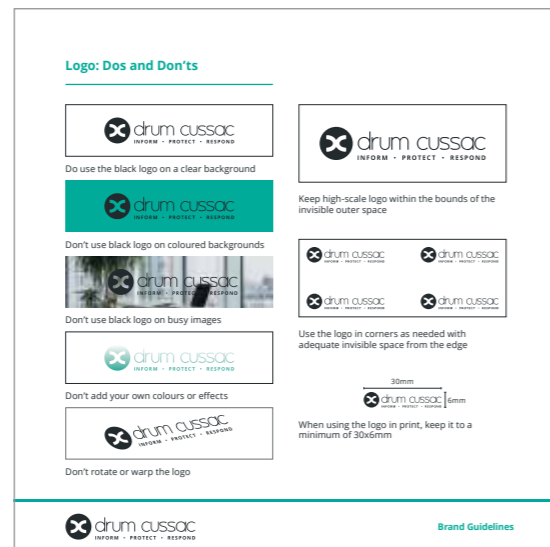 Logo: Dos and Don'ts
drum cussac
INFORM • PROTECT • RESPOND
Do use the black logo on a clear background
drum cussac
INFORM • PROTECT • RESPOND
Don't use black logo on coloured backgrounds
drum cussac
INFORM • PROTECT • RESPOND
Don't use black logo on busy images
drum cussac
INFORM • PROTECT • RESPOND
Don't add your own colours or effects
drum cussac
INFORM • PROTECT • RESPOND
Don't rotate or warp the logo
drum cussac
INFORM • PROTECT • RESPOND
Keep high-scale logo within the bounds of the
invisible outer space
drum cussac
INFORM • PROTECT • RESPOND
drum cussac
INFORM • PROTECT • RESPOND
drum cussac
INFORM • PROTECT • RESPOND
drum cussac
INFORM • PROTECT • RESPOND
Use the logo in corners as needed with
adequate invisible space from the edge
30mm
drum cussac
INFORM • PROTECT • RESPOND
6mm
When using the logo in print, keep it to a
minimum of 30x6mm
drum cussac
INFORM • PROTECT • RESPOND
Brand Guidelines